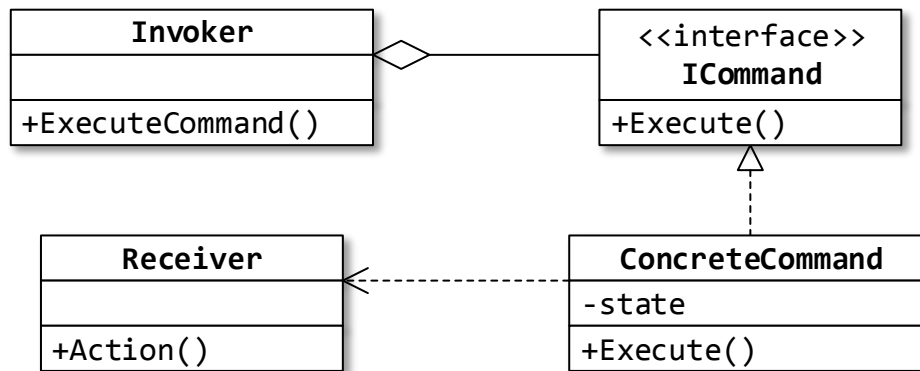 Invoker
+ExecuteCommand()
<<interface>>
ICommand
+Execute()
Receiver
+Action()
ConcreteCommand
-state
+Execute()